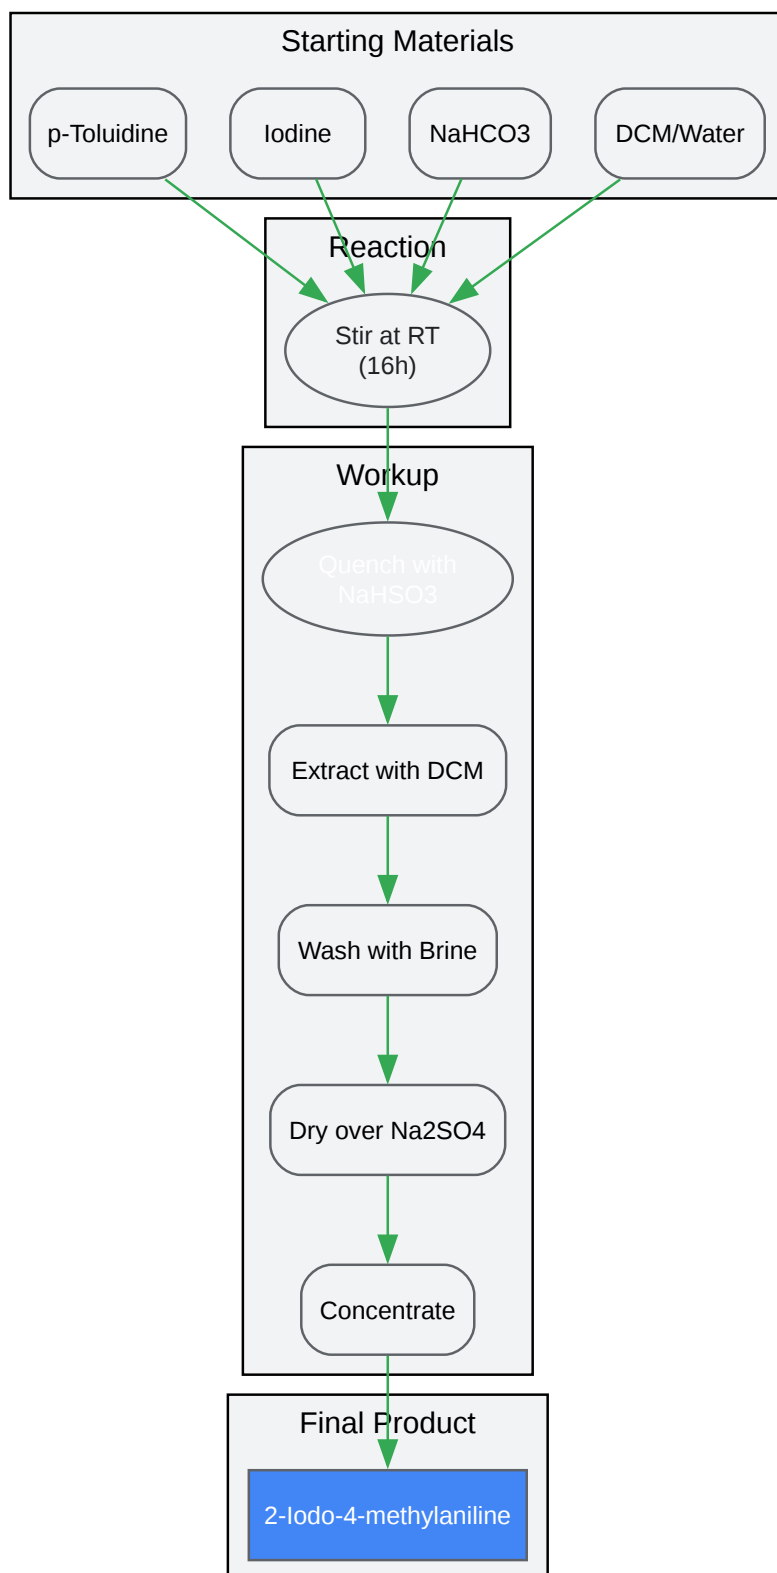 Starting Materials
p-Toluidine
Iodine
NaHCO3
DCM/Water
Reaction
Stir at RT
(16h)
Workup
Quench with
NaHSO3
Extract with DCM
Wash with Brine
Dry over Na2SO4
Concentrate
Final Product
2-Iodo-4-methylaniline